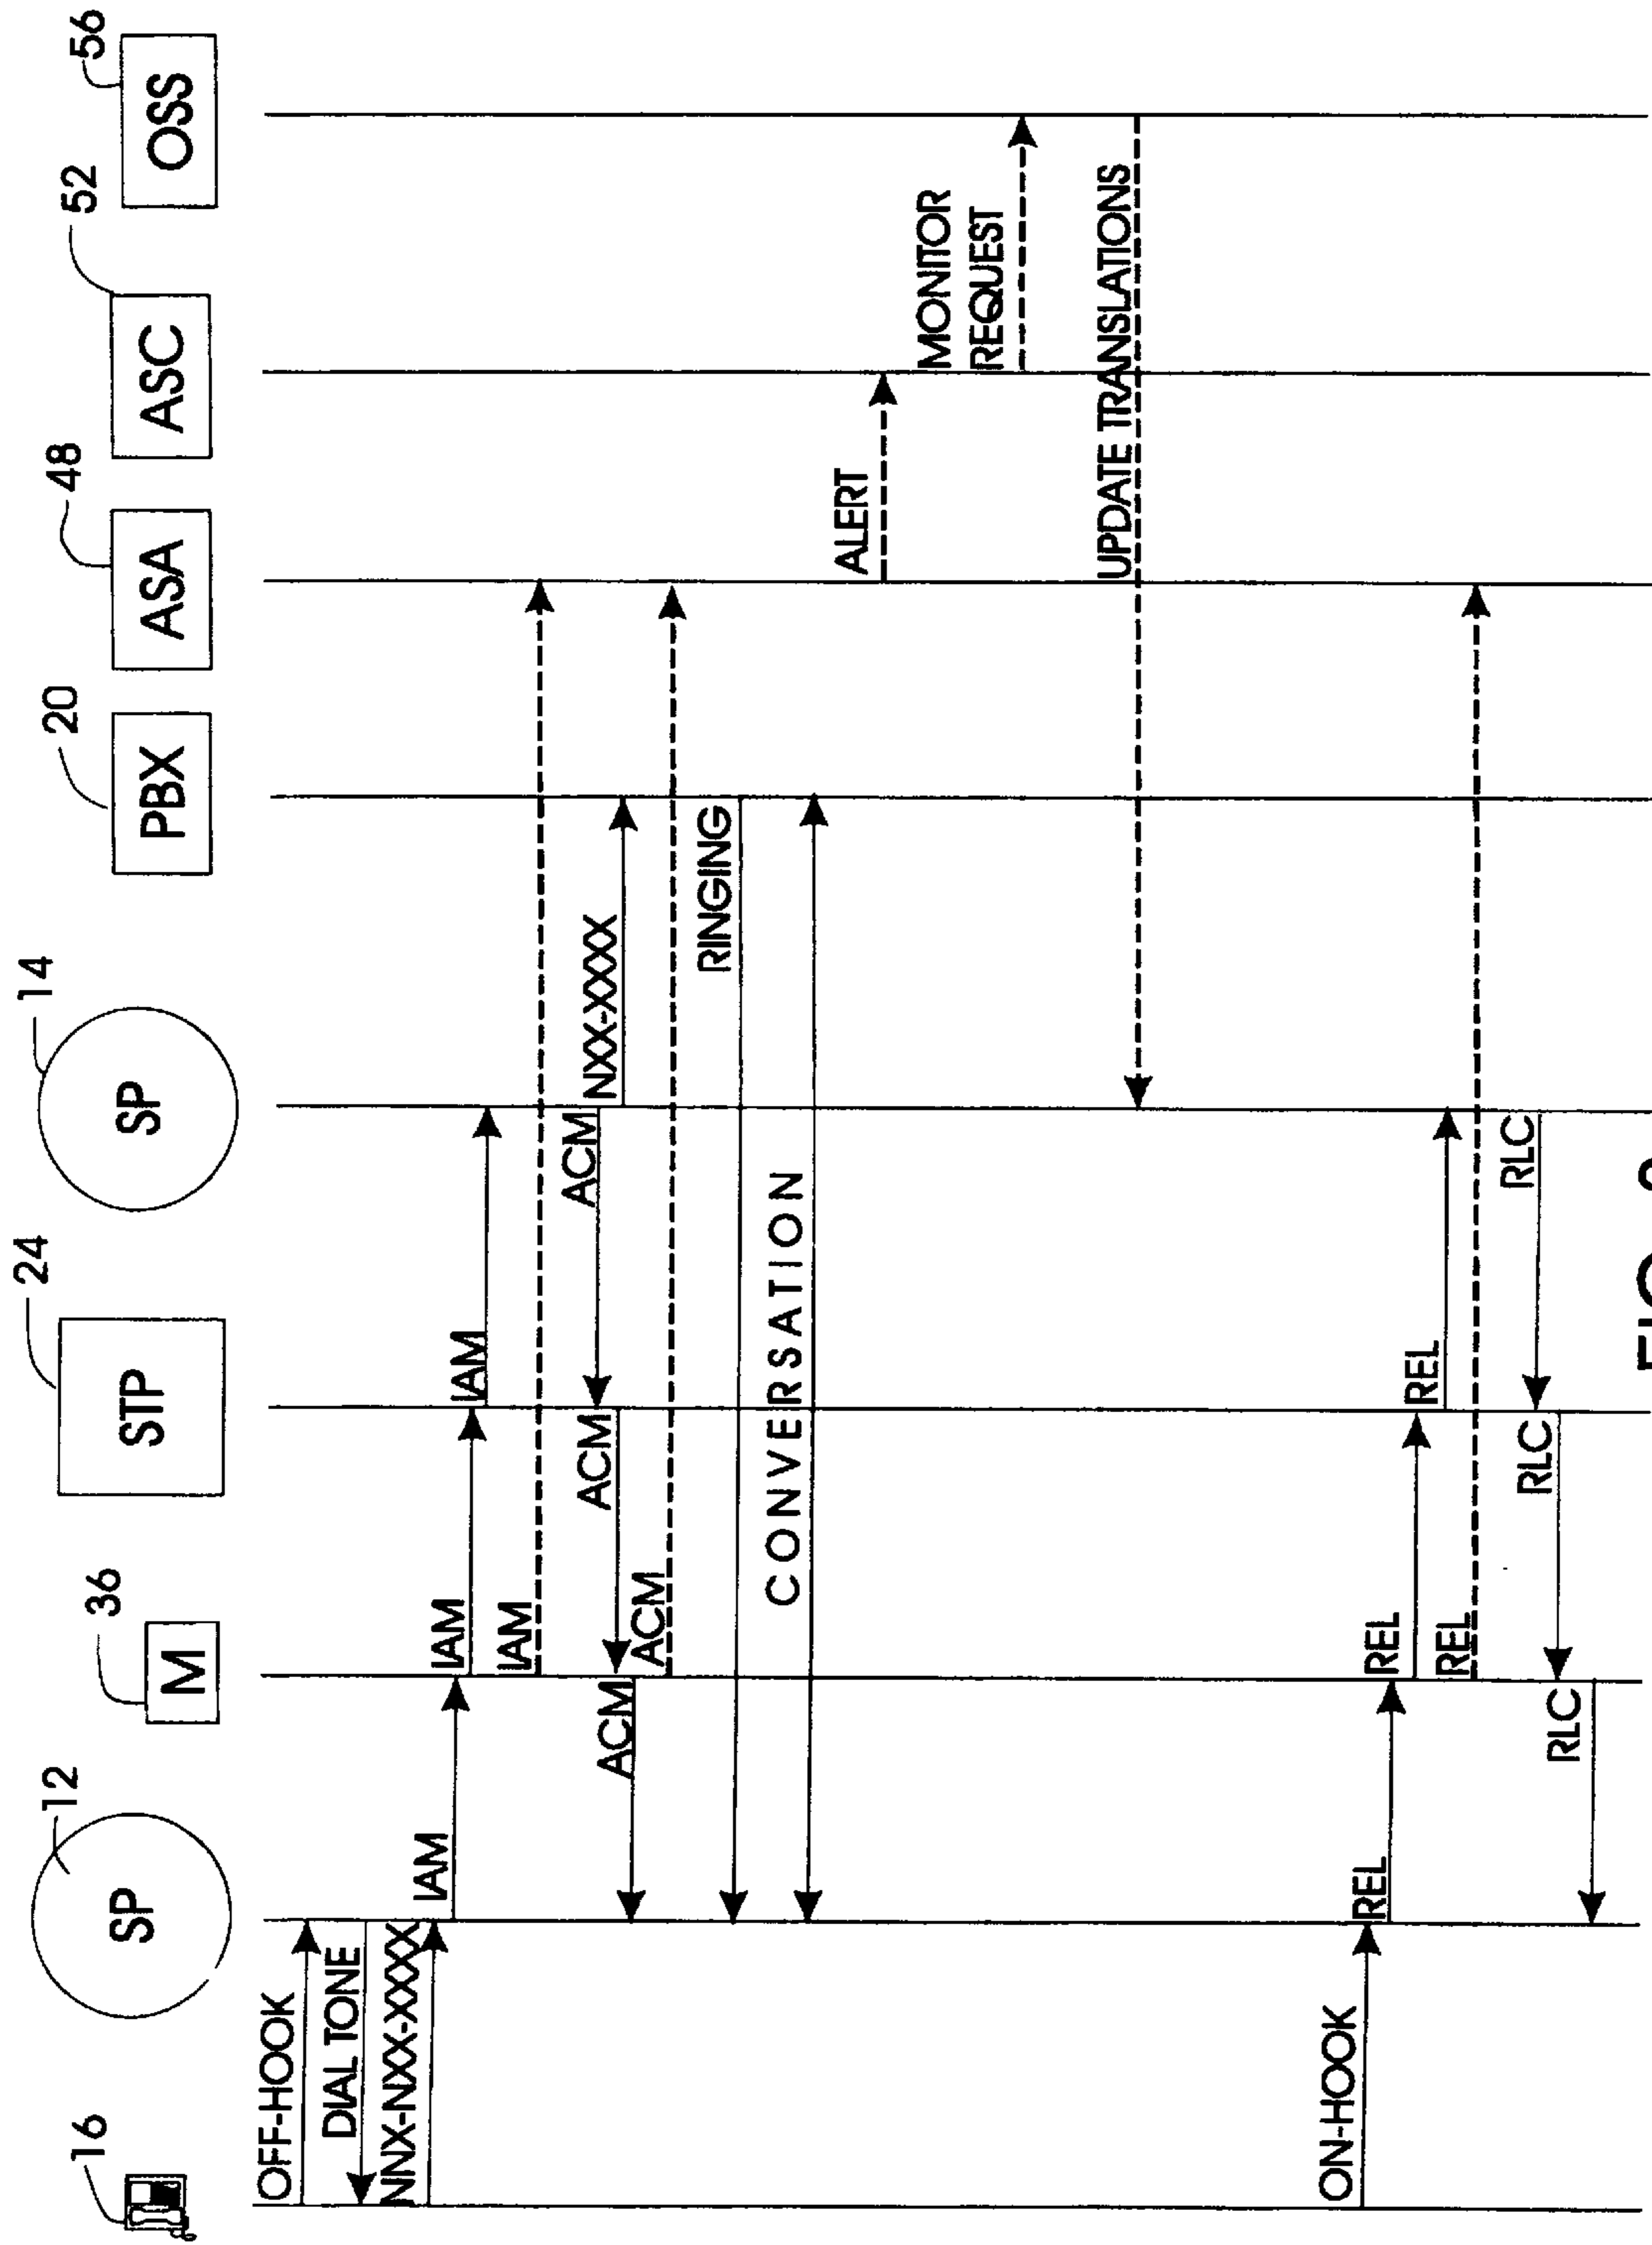 16
12
36
24
14
20
48
52
56
SP
M
STP
SP
PBX
ASA
ASC
OSS
OFF-HOOK
DIAL TONE
NNX-NXX-XXXX
IAM
IAM
IAM
IAM
ACM
NXX-XXXX
ACM
ACM
ACM
RINGING
CONVERSATION
ALERT
MONITOR
REQUEST
UPDATE TRANSLATIONS
ON-HOOK
REL
REL
REL
REL
RLC
RLC
RLC
FIG.